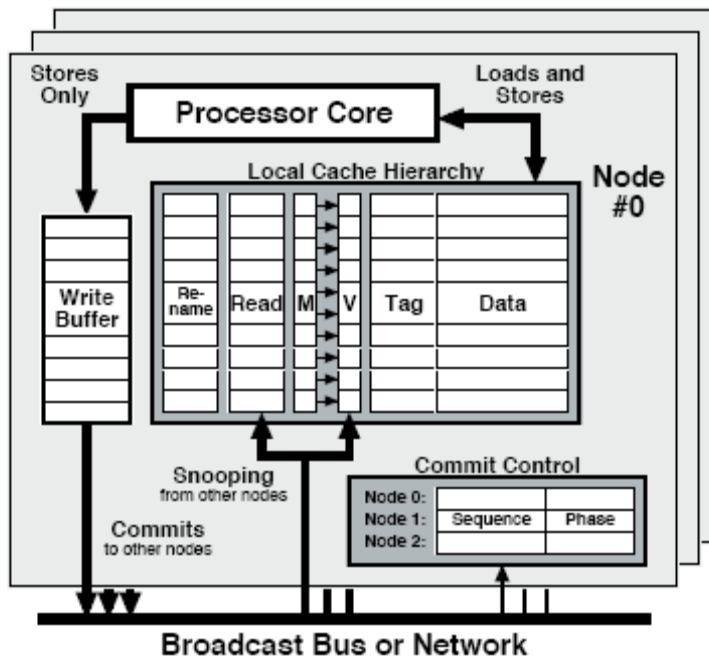 Stores
Only
Processor Core
Loads and
Stores
Local Cache Hierarchy
Node
#0
Write
Buffer
Re-
name
Read
M
V
Tag
Data
Snooping
from other nodes
Commits
to other nodes
Commit Control
Node 0:
Node 1:
Sequence
Phase
Node 2:
Broadcast Bus or Network